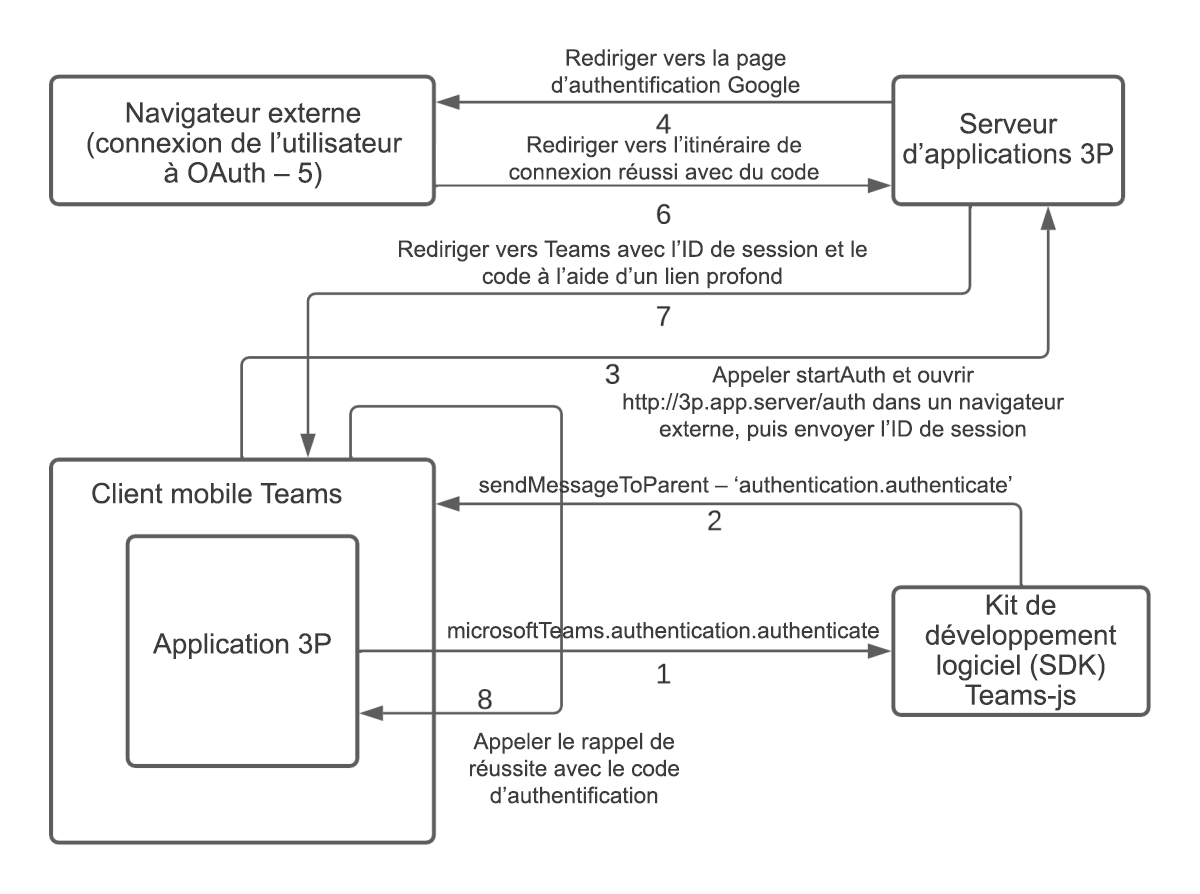 Rediriger vers la page
d’authentification Google
4
Navigateur externe
(connexion de l’utilisateur
à OAuth – 5)
Serveur
d’applications 3P
Rediriger vers l’itinéraire de
connexion réussi avec du code
6
Rediriger vers Teams avec l’ID de session et le
code à l’aide d’un lien profond
7
3
Appeler startAuth et ouvrir
http://3p.app.server/auth dans un navigateur
externe, puis envoyer l’ID de session
Client mobile Teams
sendMessageToParent – ‘authentication.authenticate’
2
Application 3P
microsoftTeams.authentication.authenticate
1
Kit de
développement
logiciel (SDK)
Teams-js
8
Appeler le rappel de
réussite avec le code
d’authentification